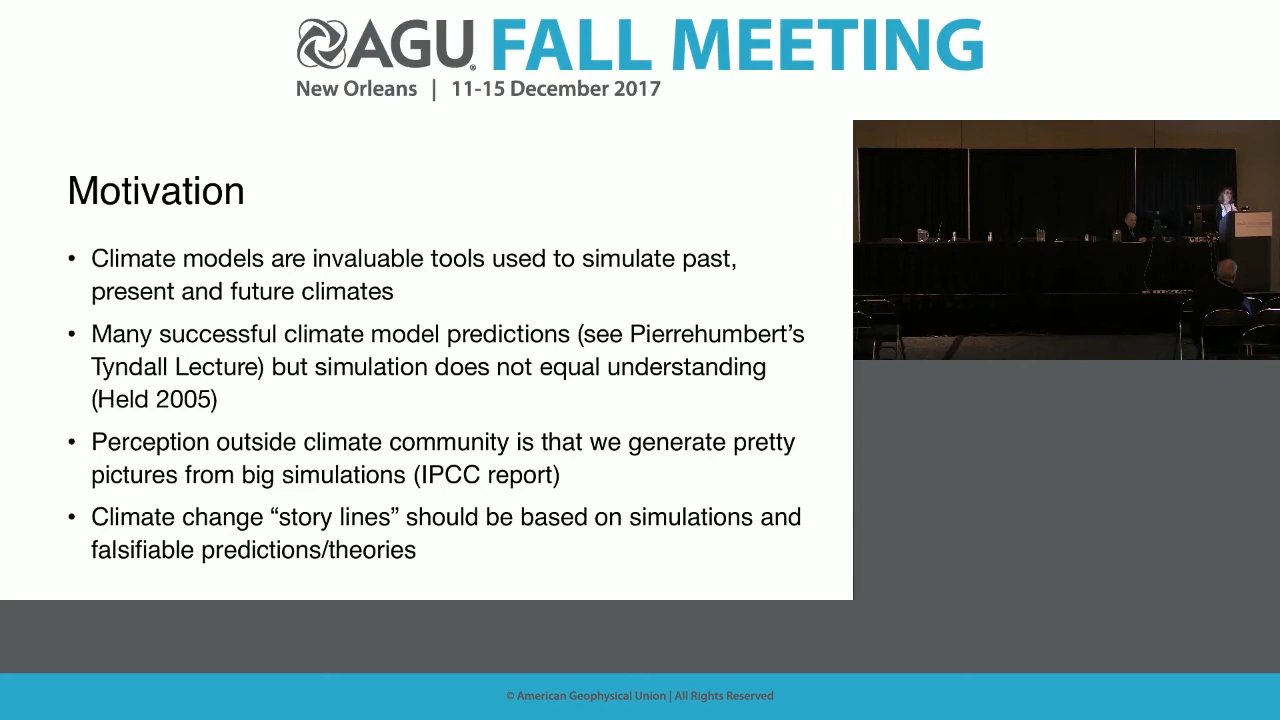 AGU FALL MEETING
New Orleans | 11-15 December 2017
Motivation
• Climate models are invaluable tools used to simulate past,
present and future climates
• Many successful climate model predictions (see Pierrehumbert’s
Tyndall Lecture) but simulation does not equal understanding
(Held 2005)
• Perception outside climate community is that we generate pretty
pictures from big simulations (IPCC report)
• Climate change “story lines” should be based on simulations and
falsifiable predictions/theories
© American Geophysical Union | All Rights Reserved